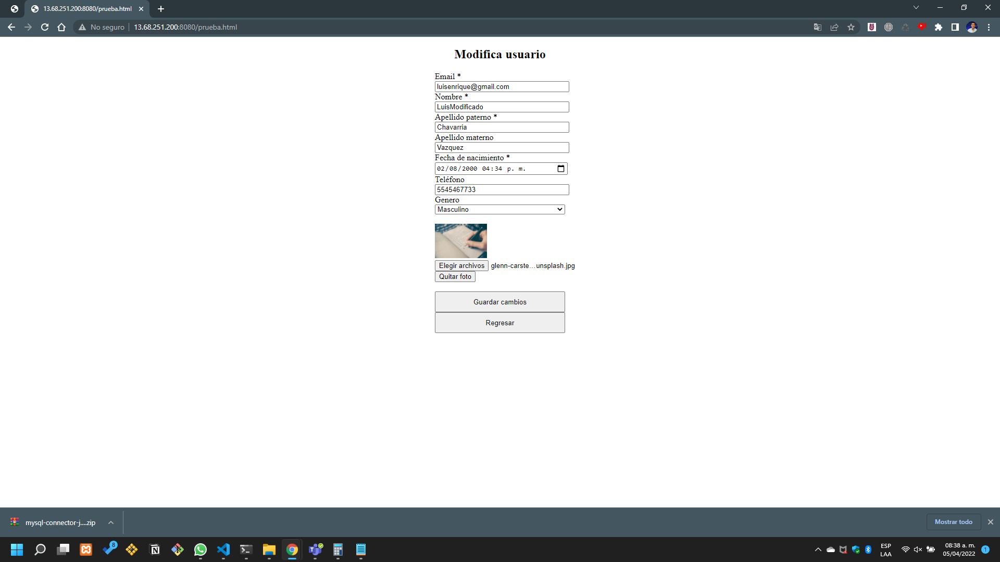 13.68.251.200:8080/prueba.html
No seguro
13.68.251.200:8080/prueba.html
Modifica usuario
Email *
luisenrique@gmail.com
Nombre *
LuisModificado
Apellido paterno *
Chavarria
Apellido materno
Vazquez
Fecha de nacimiento *
02/08/2000 04:34 p. m.
Teléfono
5545467733
Genero
Masculino
Elegir archivos glenn-carste...unsplash.jpg
Quitar foto
Guardar cambios
Regresar
mysql-connector-j....zip
Mostrar todo
8
ESP
LAA
08:38 a. m.
05/04/2022
1